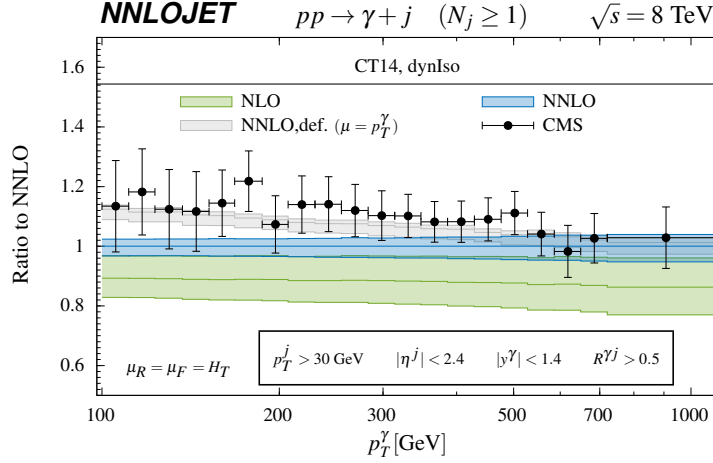 NNLOJET pp → γ + j (N_j ≥ 1) √s = 8 TeV
CT14, dynIso
NLO NNLO
NNLO,def. (μ = p_T^γ) CMS
Ratio to NNLO
1.6
1.4
1.2
1
0.8
0.6
μ_R = μ_F = H_T
p_T^j > 30 GeV |η^j| < 2.4 |y^γ| < 1.4 R^γj > 0.5
100 200 300 500 700 1000
p_T^γ [GeV]